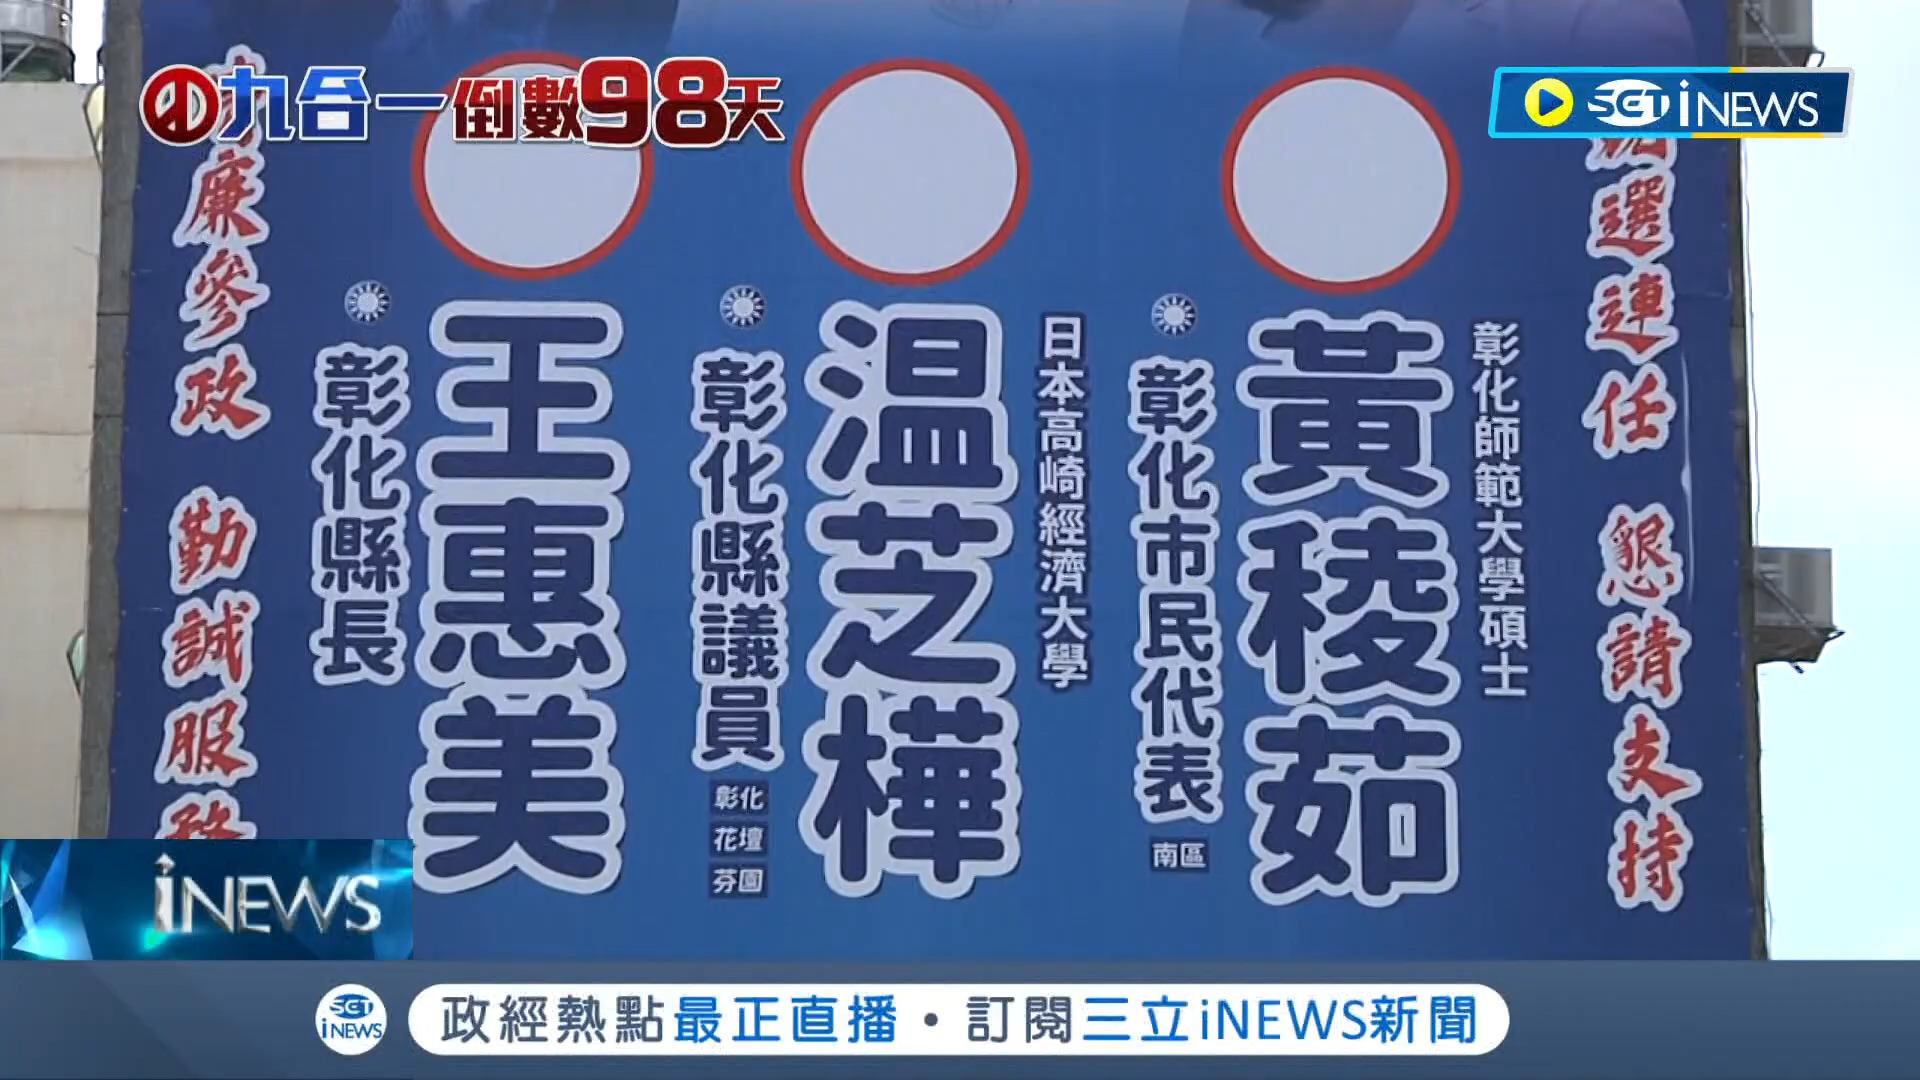 九合一倒數98天
SETiNEWS
廉參政 勤誠服務
彰化縣長
王惠美
彰化縣議員
彰化
花壇
芬園
温芝樺
日本高崎經濟大學
彰化市民代表
南區
黃稜茹
彰化師範大學碩士
選連任 懇請支持
iNEWS
SET
iNEWS
政經熱點最正直播・訂閱三立iNEWS新聞